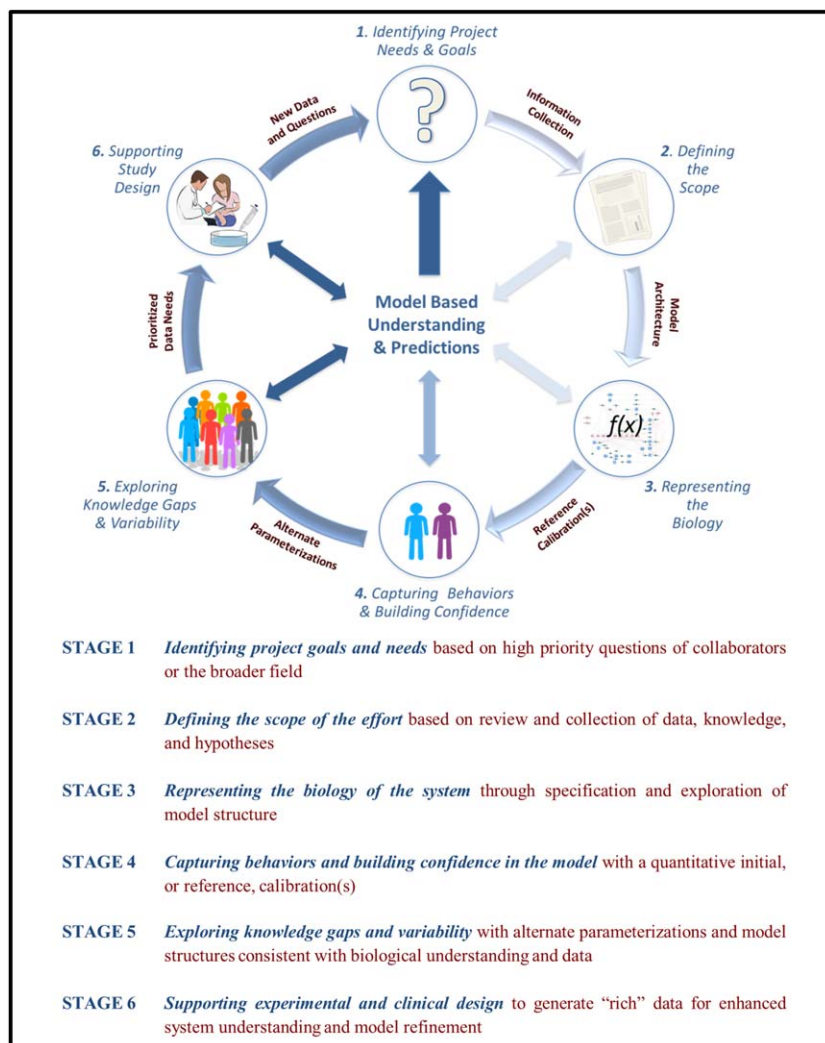 1. Identifying Project
Needs & Goals
Information
Collection
2. Defining
the
Scope
Model
Architecture
f(x)
3. Representing
the
Biology
Reference
Calibration(s)
4. Capturing Behaviors
& Building Confidence
Alternate
Parameterizations
5. Exploring
Knowledge Gaps
& Variability
Prioritized
Data Needs
6. Supporting
Study
Design
New Data
and Questions
Model Based
Understanding
& Predictions
STAGE 1 Identifying project goals and needs based on high priority questions of collaborators
or the broader field
STAGE 2 Defining the scope of the effort based on review and collection of data, knowledge,
and hypotheses
STAGE 3 Representing the biology of the system through specification and exploration of
model structure
STAGE 4 Capturing behaviors and building confidence in the model with a quantitative initial,
or reference, calibration(s)
STAGE 5 Exploring knowledge gaps and variability with alternate parameterizations and model
structures consistent with biological understanding and data
STAGE 6 Supporting experimental and clinical design to generate “rich” data for enhanced
system understanding and model refinement